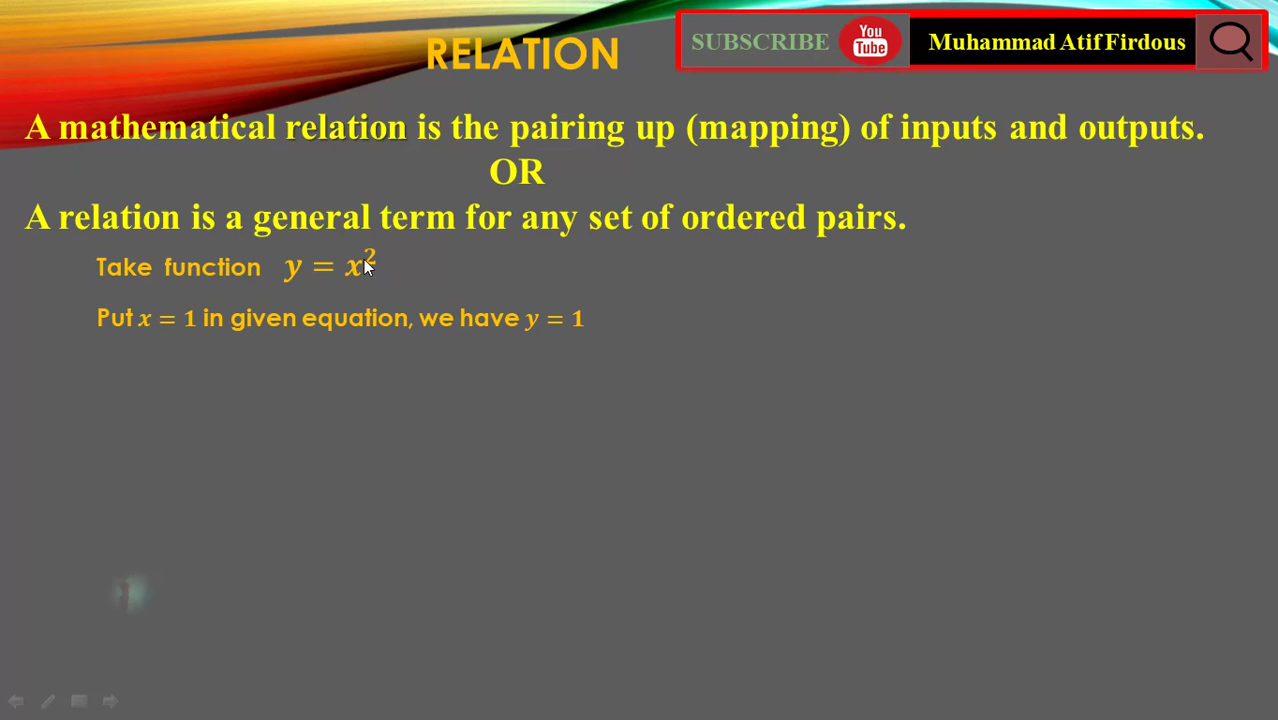 RELATION
SUBSCRIBE You Tube Muhammad Atif Firdous
A mathematical relation is the pairing up (mapping) of inputs and outputs.
OR
A relation is a general term for any set of ordered pairs.
Take function y = x²
Put x = 1 in given equation, we have y = 1